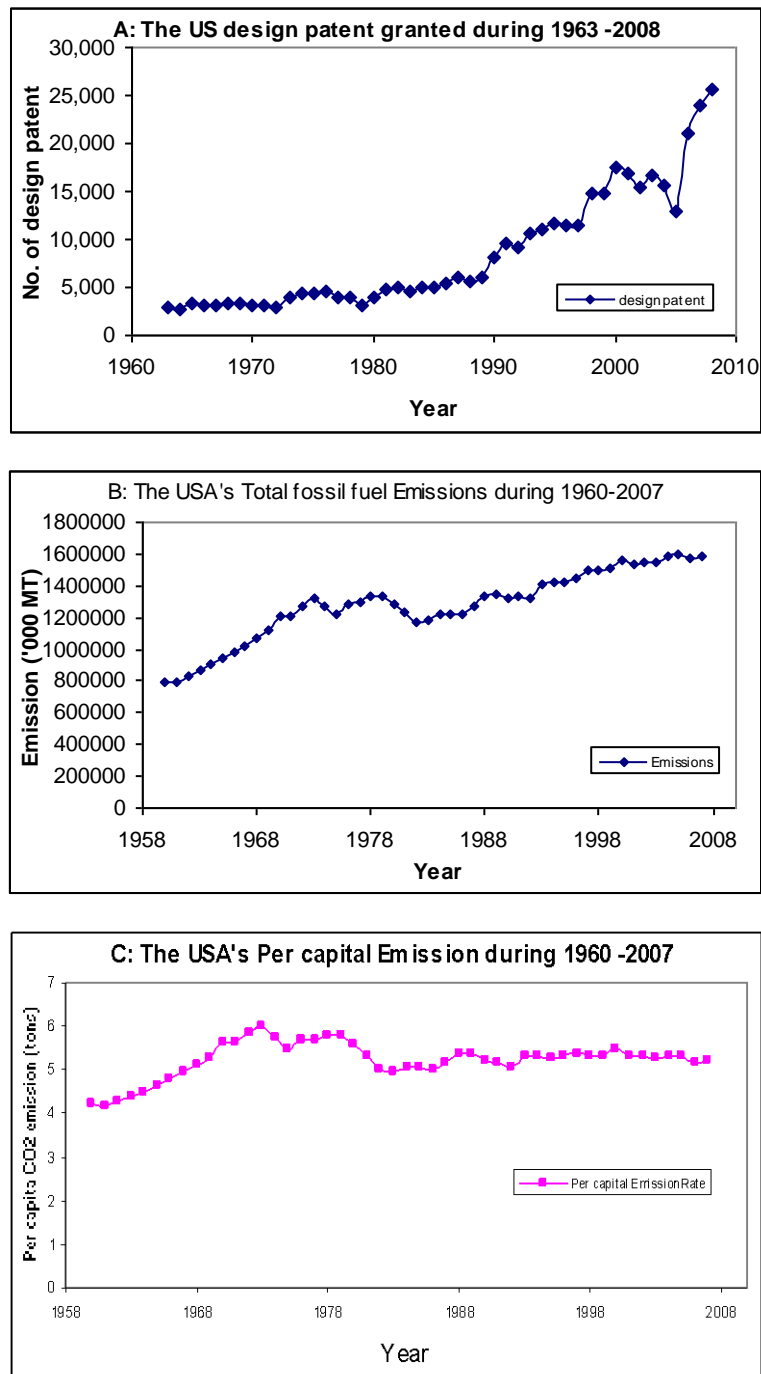 A: The US design patent granted during 1963 -2008
30,000
25,000
20,000
15,000
10,000
5,000
0
No. of design patent
design patent
1960 1970 1980 1990 2000 2010
Year
B: The USA's Total fossil fuel Emissions during 1960-2007
1800000
1600000
1400000
1200000
1000000
800000
600000
400000
200000
0
Emission ('000 MT)
Emissions
1958 1968 1978 1988 1998 2008
Year
C: The USA's Per capital Emission during 1960 -2007
7
6
5
4
3
2
1
0
Per capita CO2 emission (tons)
Per capital Emission Rate
1958 1968 1978 1988 1998 2008
Year